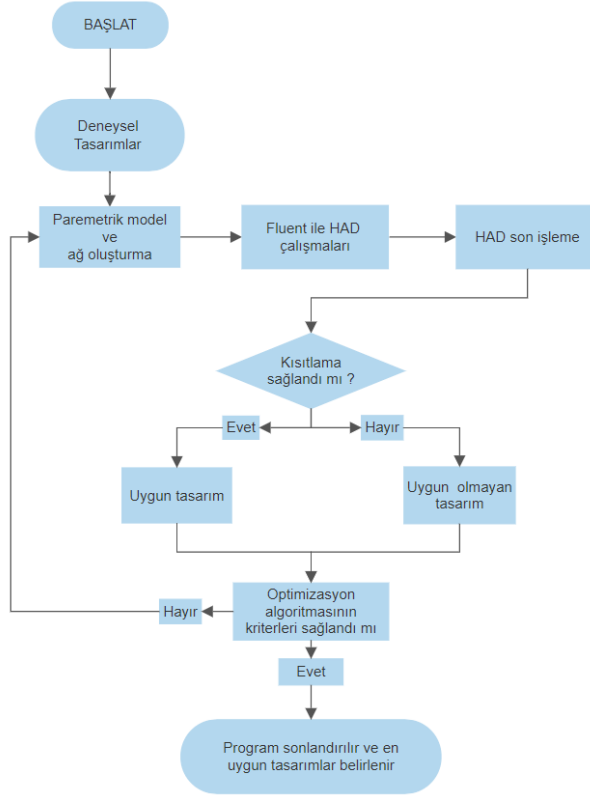 BAŞLAT
Deneysel
Tasarımlar
Paremetrik model
ve
ağ oluşturma
Fluent ile HAD
çalışmaları
HAD son işleme
Kısıtlama
sağlandı mı ?
Evet
Hayır
Uygun tasarım
Uygun olmayan
tasarım
Optimizasyon
algoritmasının
kriterleri sağlandı mı
Hayır
Evet
Program sonlandırılır ve en
uygun tasarımlar belirlenir